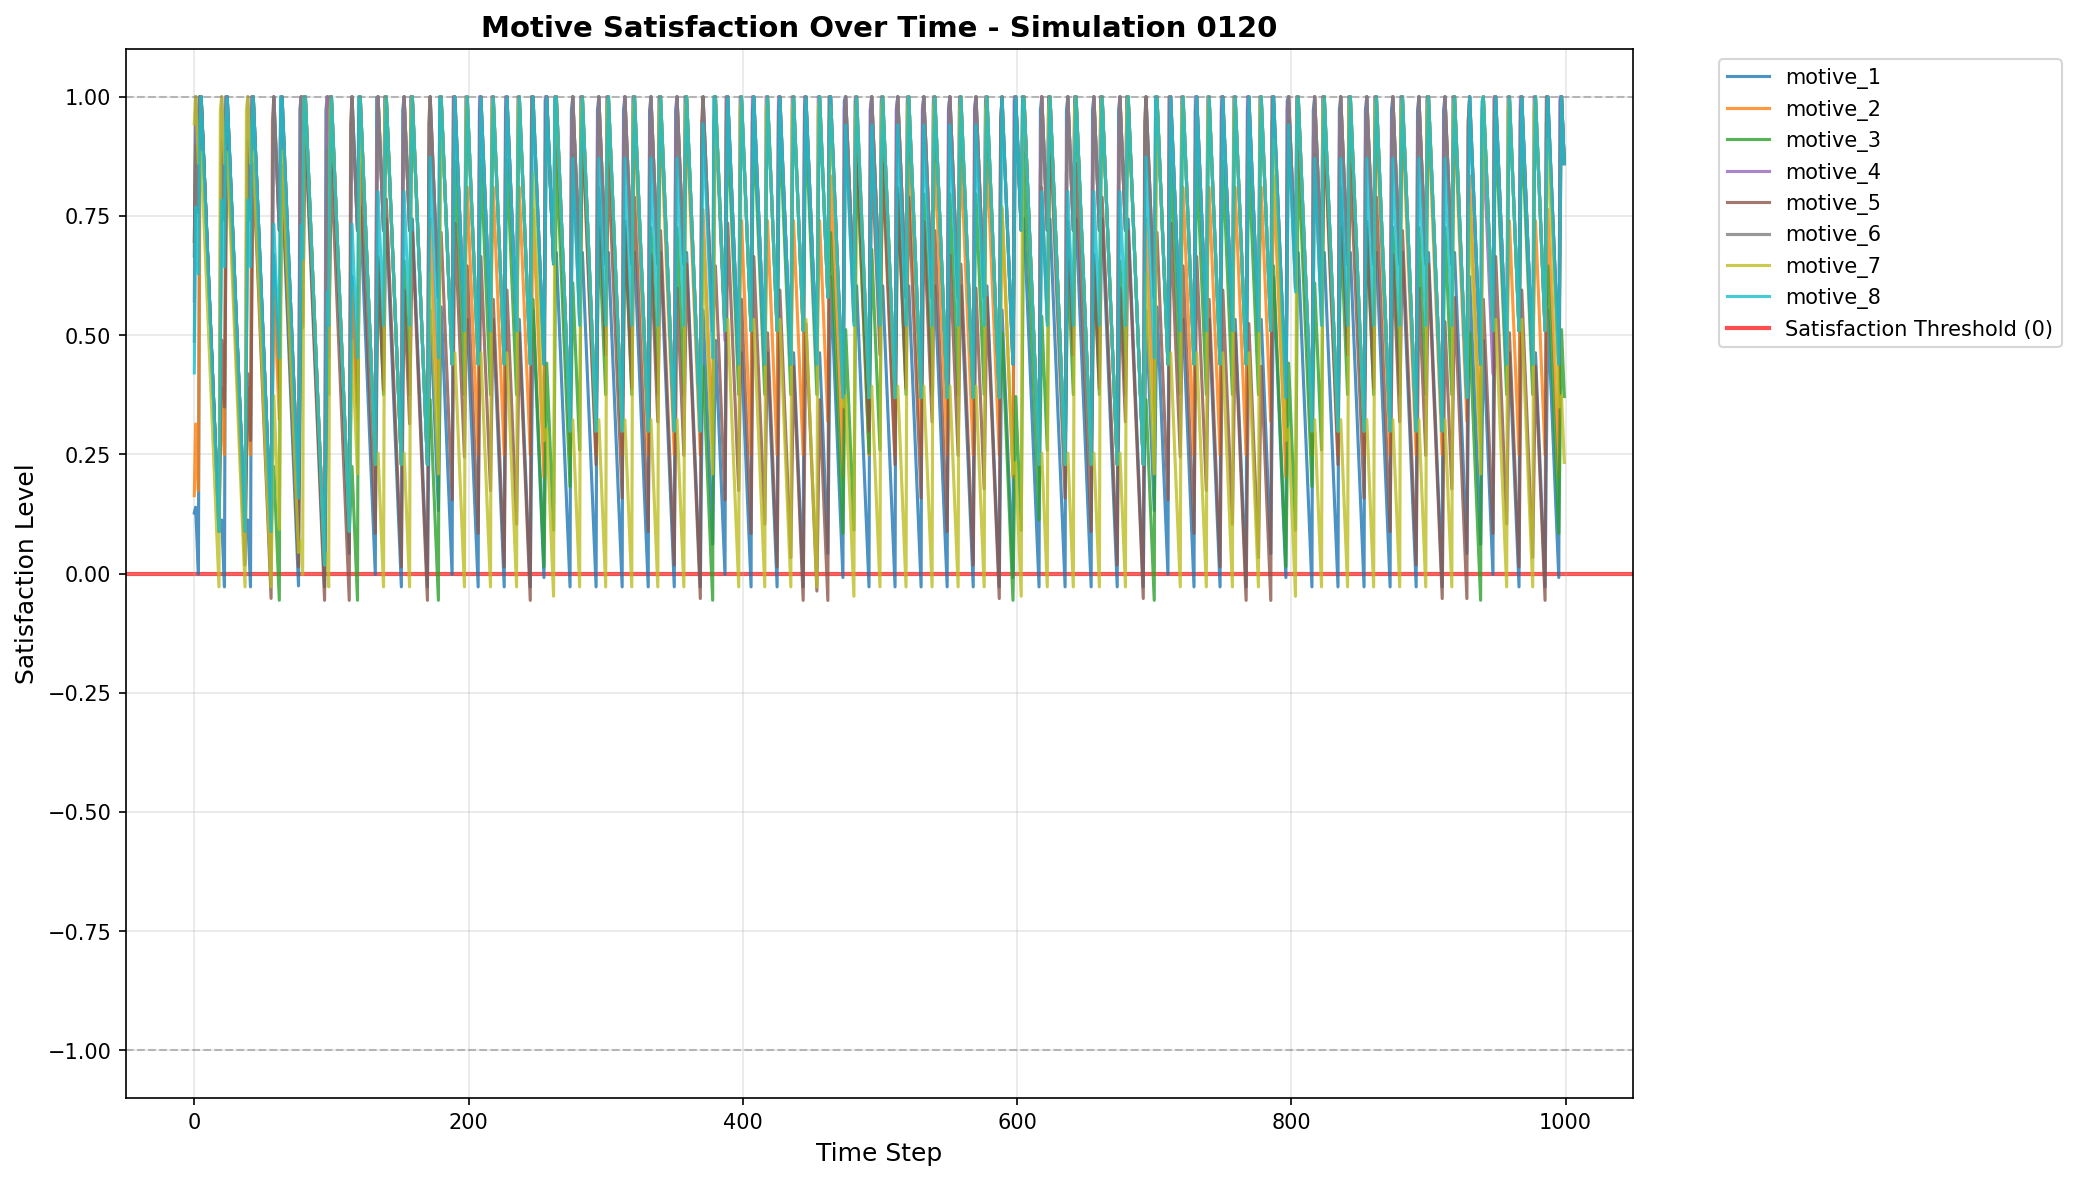 Motive Satisfaction Over Time - Simulation 0120
Satisfaction Level
1.00
0.75
0.50
0.25
0.00
−0.25
−0.50
−0.75
−1.00
0
200
400
600
800
1000
Time Step
motive_1
motive_2
motive_3
motive_4
motive_5
motive_6
motive_7
motive_8
Satisfaction Threshold (0)